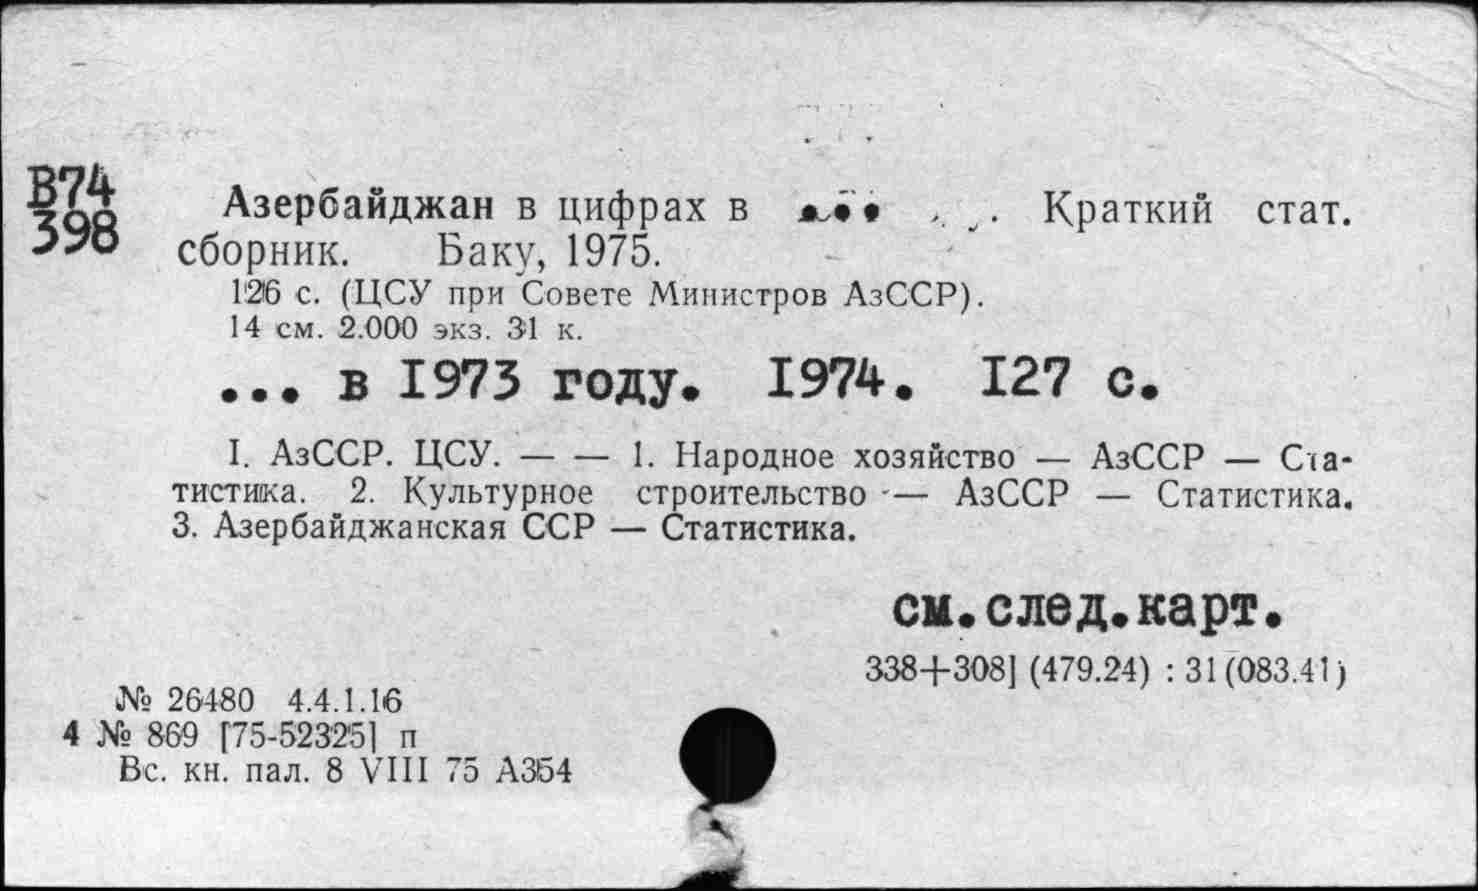 В74
398
Азербайджан в цифрах в ... . Краткий стат.
сборник. Баку, 1975.
126 с. (ЦСУ при Совете Министров АзССР).
14 см. 2.000 экз. 31 к.
... в 1973 году. 1974. 127 с.
I. АзССР. ЦСУ. — — 1. Народное хозяйство — АзССР — Ста-
тистика. 2. Культурное строительство — АзССР — Статистика.
3. Азербайджанская ССР — Статистика.
см.след.карт.
338+308] (479.24) : 31(083.41)
№ 26480 4.4.1.16
4 № 869 [75-52325] п
Вс. кн. пал. 8 VIII 75 А354